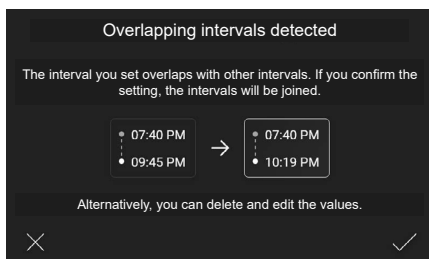 Overlapping intervals detected
The interval you set overlaps with other intervals. If you confirm the
setting, the intervals will be joined.
07:40 PM
09:45 PM
07:40 PM
10:19 PM
Alternatively, you can delete and edit the values.